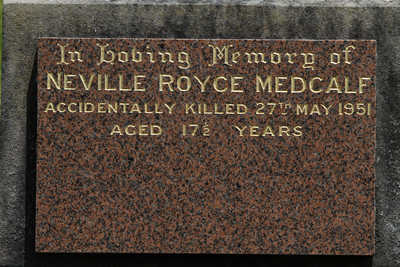 In Loving Memory of
NEVILLE ROYCE MEDCALF
ACCIDENTALLY KILLED 27TH MAY 1951
AGED 17½ YEARS